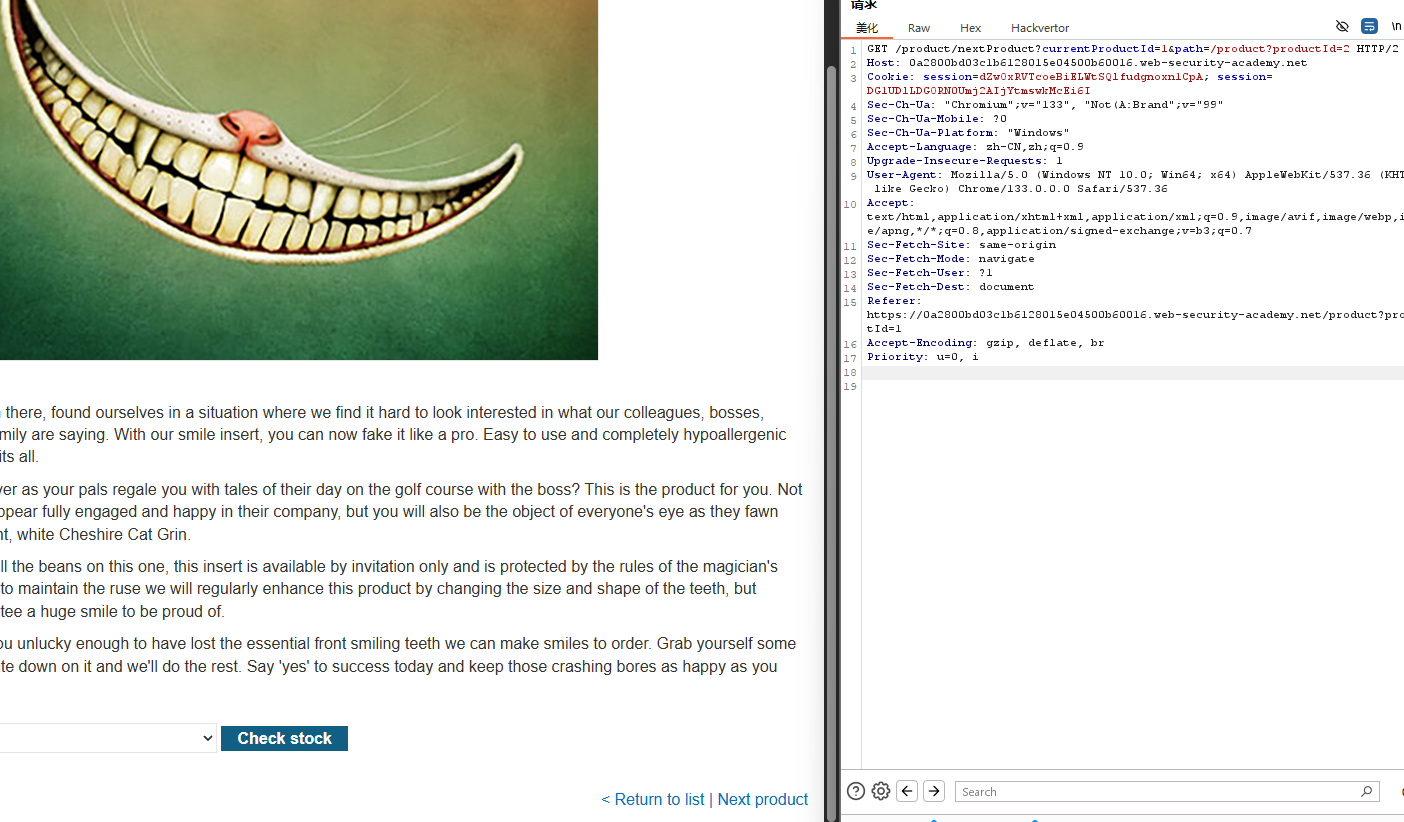 there, found ourselves in a situation where we find it hard to look interested in what our colleagues, bosses,
mily are saying. With our smile insert, you can now fake it like a pro. Easy to use and completely hypoallergenic
its all.
ver as your pals regale you with tales of their day on the golf course with the boss? This is the product for you. Not
ppear fully engaged and happy in their company, but you will also be the object of everyone's eye as they fawn
nt, white Cheshire Cat Grin.
ll the beans on this one, this insert is available by invitation only and is protected by the rules of the magician's
to maintain the ruse we will regularly enhance this product by changing the size and shape of the teeth, but
tee a huge smile to be proud of.
ou unlucky enough to have lost the essential front smiling teeth we can make smiles to order. Grab yourself some
te down on it and we'll do the rest. Say 'yes' to success today and keep those crashing bores as happy as you
Check stock
< Return to list | Next product
请求
美化 Raw Hex Hackvertor \n
1 GET /product/nextProduct?currentProductId=1&path=/product?productId=2 HTTP/2
2 Host: 0a2800bd03c1b6128015e04500b60016.web-security-academy.net
3 Cookie: session=dZw0xRVTcoeBiELWtSQlfudgnoxnlCpA; session=
DG1UD1LDG0RN0Umj2AIjYtmswkMcEi6I
4 Sec-Ch-Ua: "Chromium";v="133", "Not(A:Brand";v="99"
5 Sec-Ch-Ua-Mobile: ?0
6 Sec-Ch-Ua-Platform: "Windows"
7 Accept-Language: zh-CN,zh;q=0.9
8 Upgrade-Insecure-Requests: 1
9 User-Agent: Mozilla/5.0 (Windows NT 10.0; Win64; x64) AppleWebKit/537.36 (KHT
like Gecko) Chrome/133.0.0.0 Safari/537.36
10 Accept:
text/html,application/xhtml+xml,application/xml;q=0.9,image/avif,image/webp,i
e/apng,*/*;q=0.8,application/signed-exchange;v=b3;q=0.7
11 Sec-Fetch-Site: same-origin
12 Sec-Fetch-Mode: navigate
13 Sec-Fetch-User: ?1
14 Sec-Fetch-Dest: document
15 Referer:
https://0a2800bd03c1b6128015e04500b60016.web-security-academy.net/product?pro
tId=1
16 Accept-Encoding: gzip, deflate, br
17 Priority: u=0, i
18
19
Search